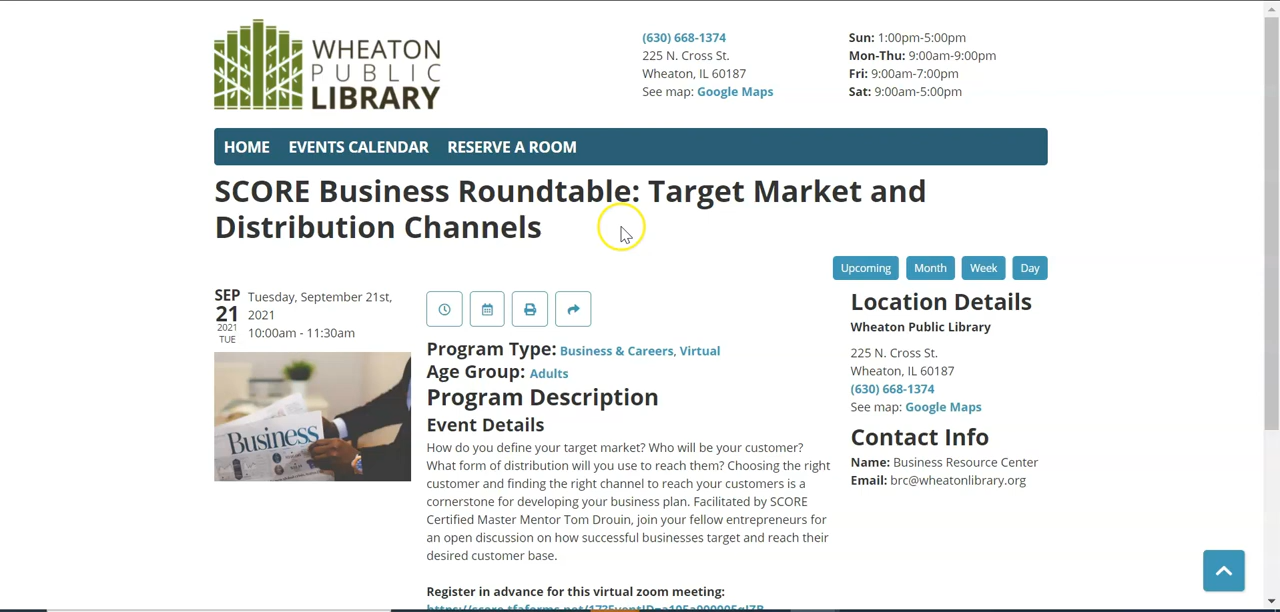 WHEATON
PUBLIC
LIBRARY
(630) 668-1374
225 N. Cross St.
Wheaton, IL 60187
See map: Google Maps
Sun: 1:00pm-5:00pm
Mon-Thu: 9:00am-9:00pm
Fri: 9:00am-7:00pm
Sat: 9:00am-5:00pm
HOME EVENTS CALENDAR RESERVE A ROOM
SCORE Business Roundtable: Target Market and
Distribution Channels
Upcoming Month Week Day
SEP
21
2021
TUE
Tuesday, September 21st,
2021
10:00am - 11:30am
Business
Program Type: Business & Careers, Virtual
Age Group: Adults
Program Description
Event Details
How do you define your target market? Who will be your customer?
What form of distribution will you use to reach them? Choosing the right
customer and finding the right channel to reach your customers is a
cornerstone for developing your business plan. Facilitated by SCORE
Certified Master Mentor Tom Drouin, join your fellow entrepreneurs for
an open discussion on how successful businesses target and reach their
desired customer base.
Register in advance for this virtual zoom meeting:
Location Details
Wheaton Public Library
225 N. Cross St.
Wheaton, IL 60187
(630) 668-1374
See map: Google Maps
Contact Info
Name: Business Resource Center
Email: brc@wheatonlibrary.org